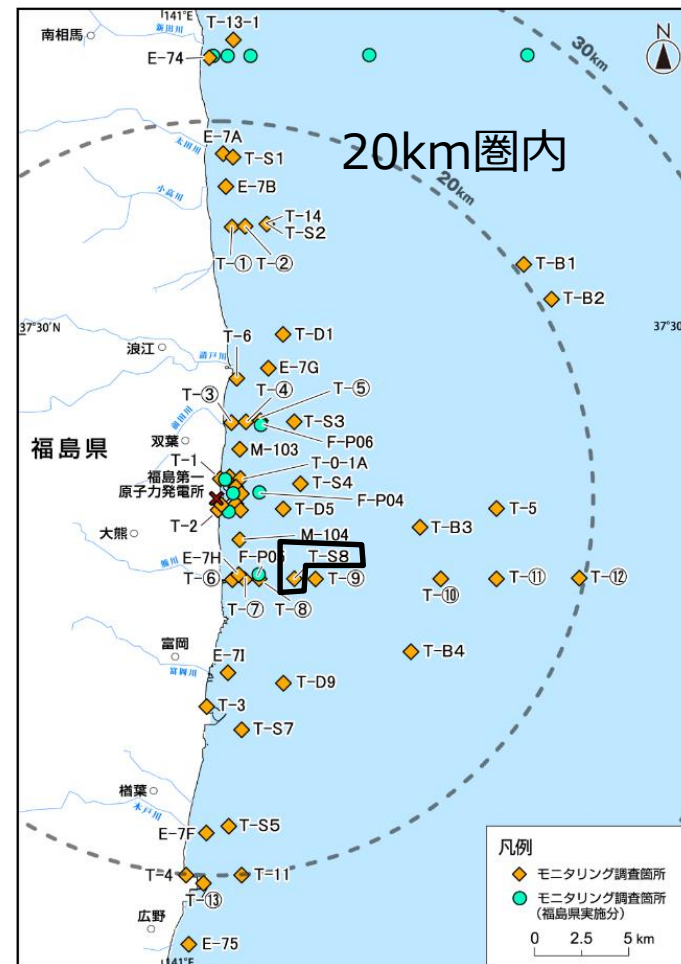 141°E
T-13-1
南相馬
新田川
E-74
30km
N
20km圏内
E-7A
太田川
T-S1
20km
小高川
E-7B
T-14
T-S2
T-① T-②
T-B1
T-B2
37°30´N
37°30´
T-6
T-D1
浪江
請戸川
E-7G
T-③
T-④
T-⑤
前田川
T-S3
双葉
F-P06
福島県
M-103
T-1
T-0-1A
福島第一
原子力発電所
T-S4
F-P04
T-5
T-2
T-D5
T-B3
大熊
M-104
熊川
E-7H
F-P05
T-S8
T-⑥
T-⑨
T-⑦
T-⑧
T-⑩
T-⑪
T-⑫
富岡
T-B4
E-7I
富岡川
T-D9
T-3
T-S7
楢葉
木戸川
T-S5
E-7F
凡例
T-4
T=11
モニタリング調査箇所
T-⑬
モニタリング調査箇所
(福島県実施分)
広野
0 2.5 5 km
E-75
141°E